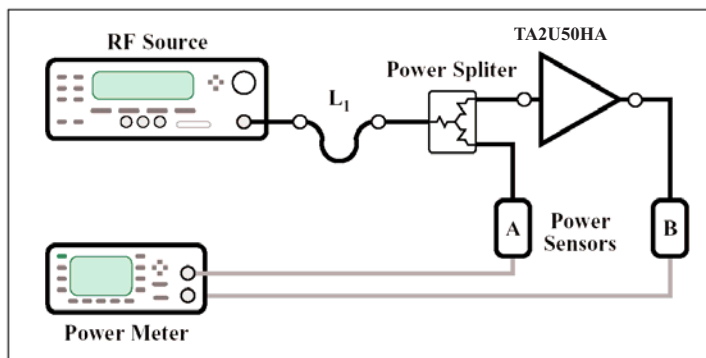 TA2U50HA
RF Source
Power Spliter
L1
A
Power
Sensors
B
Power Meter